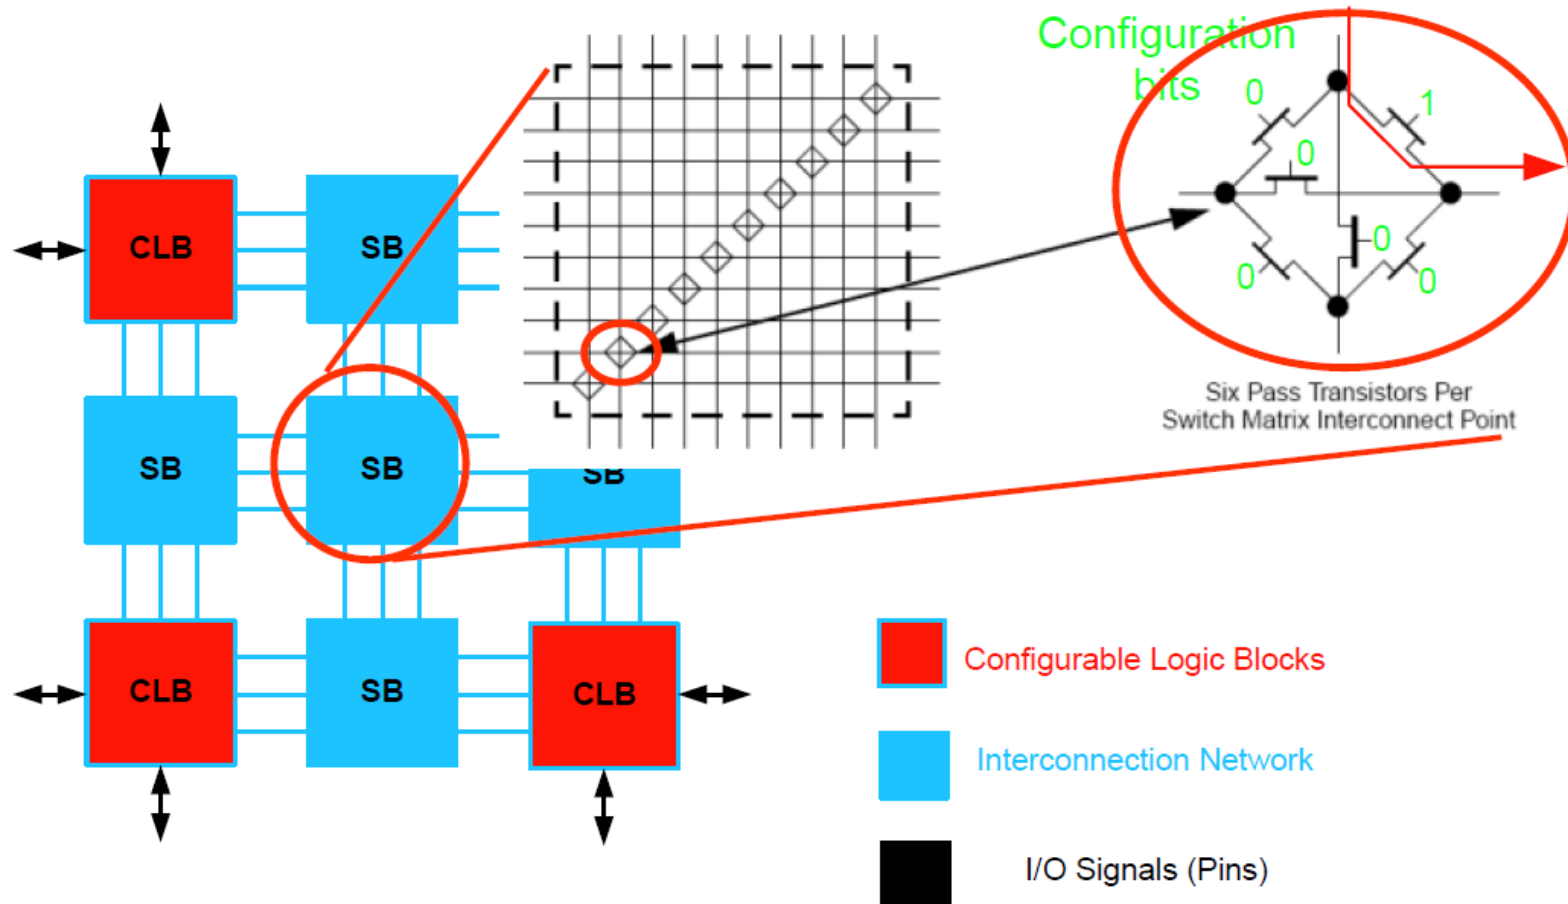 Configuration
bits
0
1
0
0
0
0
Six Pass Transistors Per
Switch Matrix Interconnect Point
CLB
SB
SB
SB
SB
CLB
SB
CLB
Configurable Logic Blocks
Interconnection Network
I/O Signals (Pins)